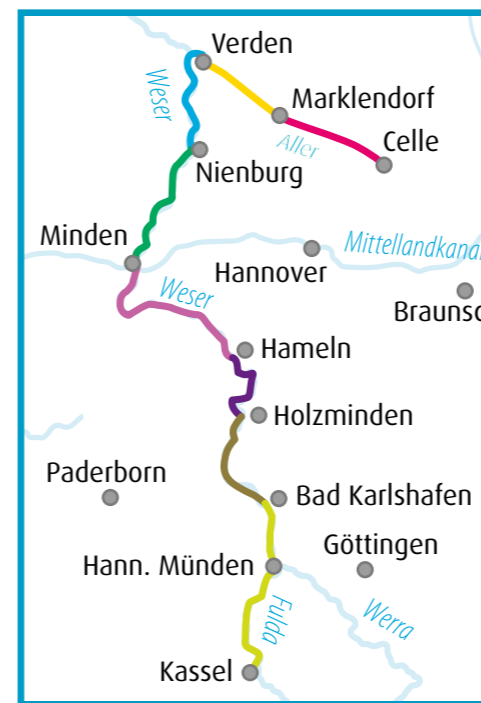 Verden
Weser
Marklendorf
Aller
Celle
Nienburg
Minden
Mittellandkanal
Hannover
Weser
Braunsc
Hameln
Holzminden
Paderborn
Bad Karlshafen
Göttingen
Hann. Münden
Fulda
Werra
Kassel